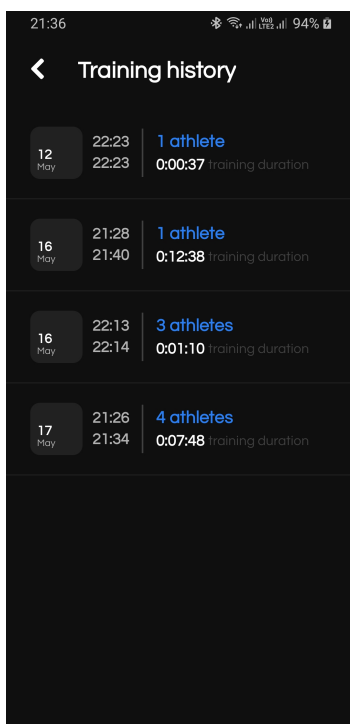 21:36 Vo)) LTE2 94%
Training history
12
May
22:23
22:23
1 athlete
0:00:37 training duration
16
May
21:28
21:40
1 athlete
0:12:38 training duration
16
May
22:13
22:14
3 athletes
0:01:10 training duration
17
May
21:26
21:34
4 athletes
0:07:48 training duration